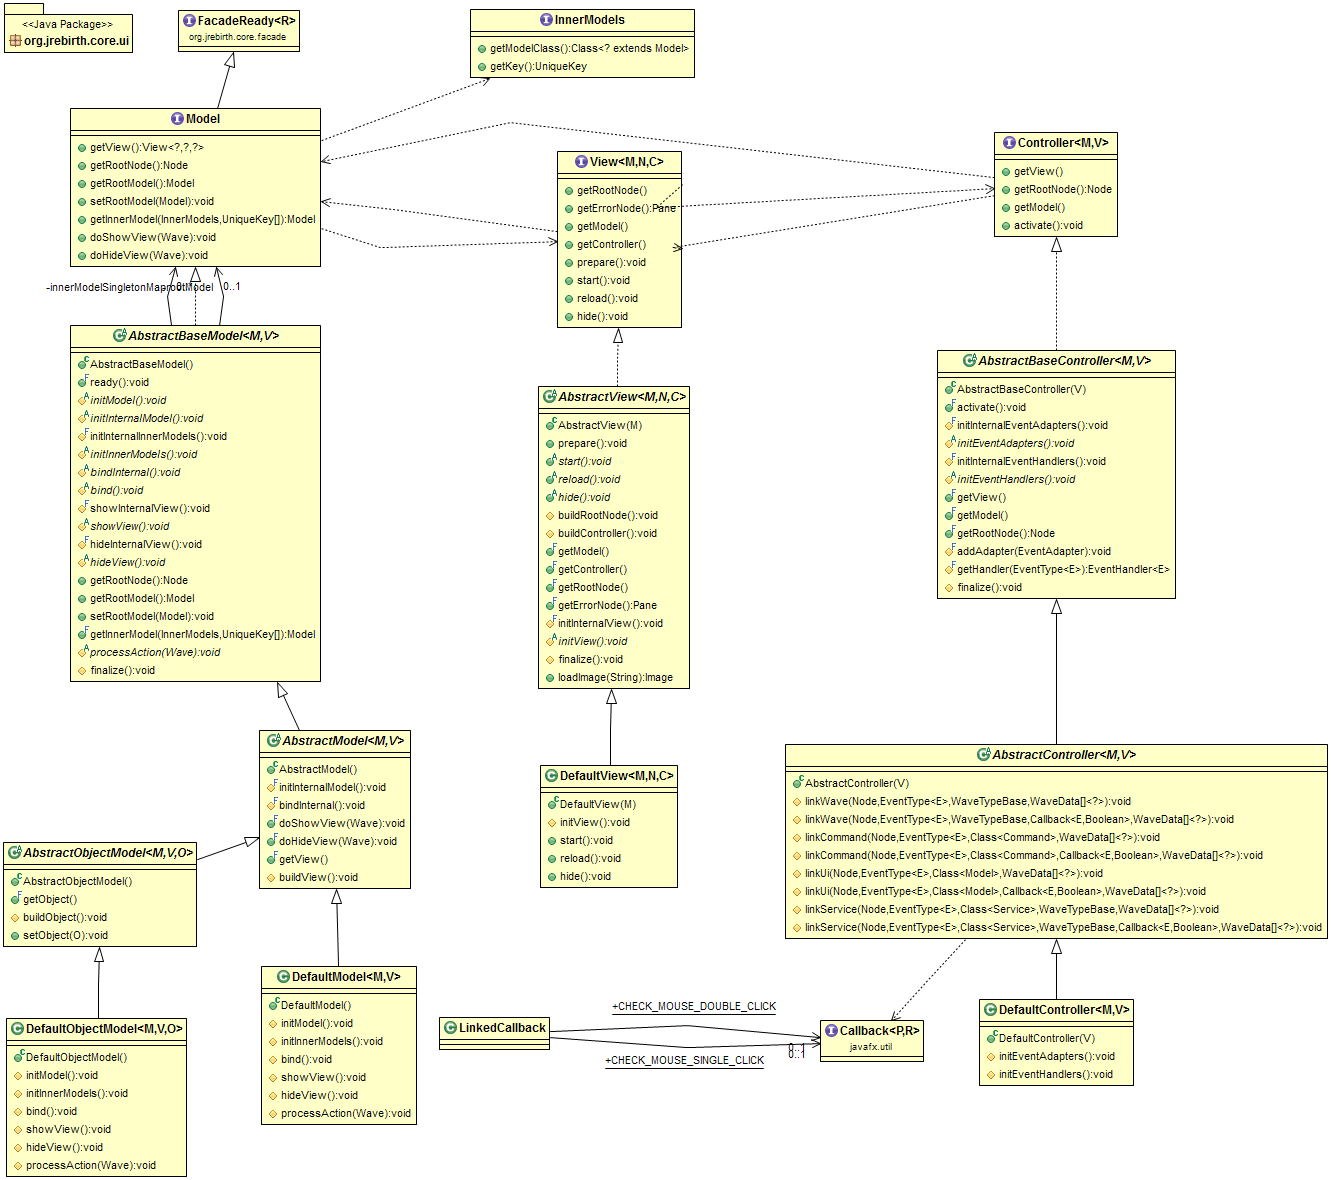 <<Java Package>>
org.jrebirth.core.ui
FacadeReady<R>
org.jrebirth.core.facade
InnerModels
getModelClass():Class<? extends Model>
getKey():UniqueKey
Model
getView():View<?,?,?>
getRootNode():Node
getRootModel():Model
setRootModel(Model):void
getInnerModel(InnerModels,UniqueKey[]):Model
doShowView(Wave):void
doHideView(Wave):void
View<M,N,C>
getRootNode()
getErrorNode():Pane
getModel()
getController()
prepare():void
start():void
reload():void
hide():void
Controller<M,V>
getView()
getRootNode():Node
getModel()
activate():void
-innerModelSingletonMap
-rootModel
0..1
AbstractBaseModel<M,V>
AbstractBaseModel()
ready():void
initModel():void
initInternalModel():void
initInternalInnerModels():void
initInnerModels():void
bindInternal():void
bind():void
showInternalView():void
showView():void
hideInternalView():void
hideView():void
getRootNode():Node
getRootModel():Model
setRootModel(Model):void
getInnerModel(InnerModels,UniqueKey[]):Model
processAction(Wave):void
finalize():void
AbstractView<M,N,C>
AbstractView(M)
prepare():void
start():void
reload():void
hide():void
buildRootNode():void
buildController():void
getModel()
getController()
getRootNode()
getErrorNode():Pane
initInternalView():void
initView():void
finalize():void
loadImage(String):Image
AbstractBaseController<M,V>
AbstractBaseController(V)
activate():void
initInternalEventAdapters():void
initEventAdapters():void
initInternalEventHandlers():void
initEventHandlers():void
getView()
getModel()
getRootNode():Node
addAdapter(EventAdapter):void
getHandler(EventType<E>):EventHandler<E>
finalize():void
AbstractModel<M,V>
AbstractModel()
initInternalModel():void
bindInternal():void
doShowView(Wave):void
doHideView(Wave):void
getView()
buildView():void
DefaultView<M,N,C>
DefaultView(M)
initView():void
start():void
reload():void
hide():void
AbstractController<M,V>
AbstractController(V)
linkWave(Node,EventType<E>,WaveTypeBase,WaveData[]<?>):void
linkWave(Node,EventType<E>,WaveTypeBase,Callback<E,Boolean>,WaveData[]<?>):void
linkCommand(Node,EventType<E>,Class<Command>,WaveData[]<?>):void
linkCommand(Node,EventType<E>,Class<Command>,Callback<E,Boolean>,WaveData[]<?>):void
linkUi(Node,EventType<E>,Class<Model>,WaveData[]<?>):void
linkUi(Node,EventType<E>,Class<Model>,Callback<E,Boolean>,WaveData[]<?>):void
linkService(Node,EventType<E>,Class<Service>,WaveTypeBase,WaveData[]<?>):void
linkService(Node,EventType<E>,Class<Service>,WaveTypeBase,Callback<E,Boolean>,WaveData[]<?>):void
AbstractObjectModel<M,V,O>
AbstractObjectModel()
getObject()
buildObject():void
setObject(O):void
DefaultModel<M,V>
DefaultModel()
initModel():void
initInnerModels():void
bind():void
showView():void
hideView():void
processAction(Wave):void
DefaultObjectModel<M,V,O>
DefaultObjectModel()
initModel():void
initInnerModels():void
bind():void
showView():void
hideView():void
processAction(Wave):void
LinkedCallback
+CHECK_MOUSE_DOUBLE_CLICK
+CHECK_MOUSE_SINGLE_CLICK
0..1
0..1
Callback<P,R>
javafx.util
DefaultController<M,V>
DefaultController(V)
initEventAdapters():void
initEventHandlers():void